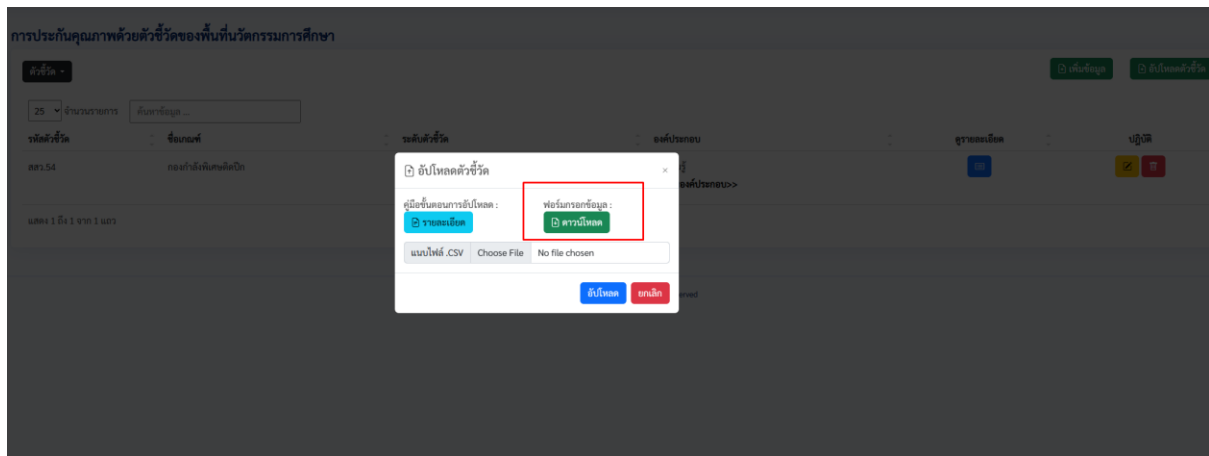 การประกันคุณภาพด้วยตัวชี้วัดของพื้นที่นวัตกรรมการศึกษา
ตัวชี้วัด
เพิ่มข้อมูล
อัปโหลดตัวชี้วัด
25 จำนวนรายการ ค้นหาข้อมูล ...
รหัสตัวชี้วัด ชื่อเกณฑ์ ระดับตัวชี้วัด องค์ประกอบ ดูรายละเอียด ปฏิบัติ
สสว.54 กองกำลังพิเศษติดปีก
องค์ประกอบ>>
แสดง 1 ถึง 1 จาก 1 แถว
อัปโหลดตัวชี้วัด ×
คู่มือขั้นตอนการอัปโหลด : ฟอร์มกรอกข้อมูล :
รายละเอียด ดาวน์โหลด
แนบไฟล์ .CSV Choose File No file chosen
อัปโหลด ยกเลิก